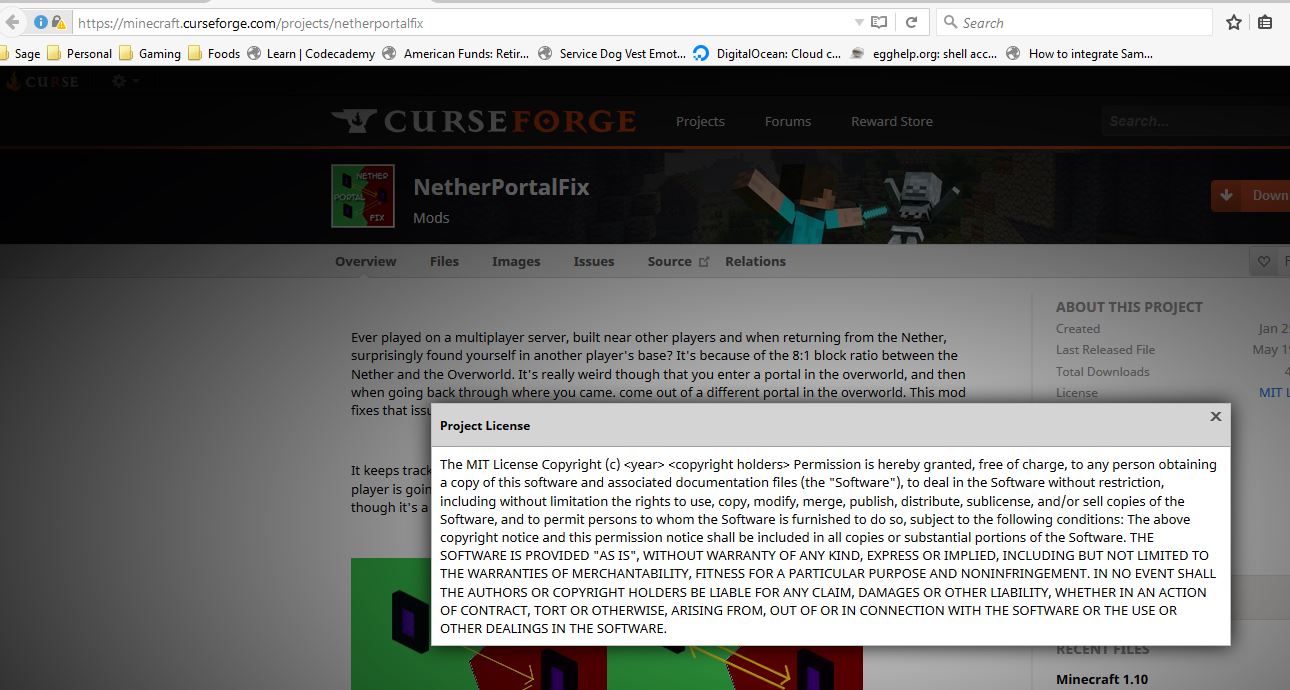 https://minecraft.curseforge.com/projects/netherportalfix
Search
Sage Personal Gaming Foods Learn | Codecademy American Funds: Retir... Service Dog Vest Emot... DigitalOcean: Cloud c... egghelp.org: shell acc... How to integrate Sam...
CURSE
CURSEFORGE Projects Forums Reward Store Search...
NETHER
PORTAL
FIX
NetherPortalFix
Mods
Down
Overview Files Images Issues Source Relations F
Ever played on a multiplayer server, built near other players and when returning from the Nether,
surprisingly found yourself in another player's base? It's because of the 8:1 block ratio between the
Nether and the Overworld. It's really weird though that you enter a portal in the overworld, and then
when going back through where you came. come out of a different portal in the overworld. This mod
fixes that issu
It keeps track
player is goin
though it's a
ABOUT THIS PROJECT
Created Jan 2
Last Released File May 1
Total Downloads 4
License MIT L
Project License
The MIT License Copyright (c) <year> <copyright holders> Permission is hereby granted, free of charge, to any person obtaining
a copy of this software and associated documentation files (the "Software"), to deal in the Software without restriction,
including without limitation the rights to use, copy, modify, merge, publish, distribute, sublicense, and/or sell copies of the
Software, and to permit persons to whom the Software is furnished to do so, subject to the following conditions: The above
copyright notice and this permission notice shall be included in all copies or substantial portions of the Software. THE
SOFTWARE IS PROVIDED "AS IS", WITHOUT WARRANTY OF ANY KIND, EXPRESS OR IMPLIED, INCLUDING BUT NOT LIMITED TO
THE WARRANTIES OF MERCHANTABILITY, FITNESS FOR A PARTICULAR PURPOSE AND NONINFRINGEMENT. IN NO EVENT SHALL
THE AUTHORS OR COPYRIGHT HOLDERS BE LIABLE FOR ANY CLAIM, DAMAGES OR OTHER LIABILITY, WHETHER IN AN ACTION
OF CONTRACT, TORT OR OTHERWISE, ARISING FROM, OUT OF OR IN CONNECTION WITH THE SOFTWARE OR THE USE OR
OTHER DEALINGS IN THE SOFTWARE.
RECENT FILES
Minecraft 1.10